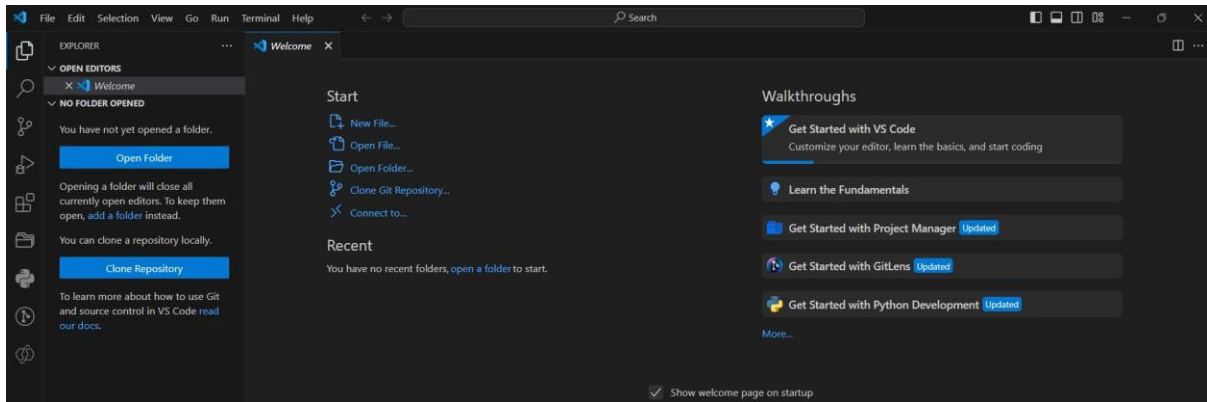 File Edit Selection View Go Run Terminal Help
Search
EXPLORER
OPEN EDITORS
Welcome
NO FOLDER OPENED
You have not yet opened a folder.
Open Folder
Opening a folder will close all
currently open editors. To keep them
open, add a folder instead.
You can clone a repository locally.
Clone Repository
To learn more about how to use Git
and source control in VS Code read
our docs.
Welcome
Start
New File...
Open File...
Open Folder...
Clone Git Repository...
Connect to...
Recent
You have no recent folders, open a folder to start.
Walkthroughs
Get Started with VS Code
Customize your editor, learn the basics, and start coding
Learn the Fundamentals
Get Started with Project Manager Updated
Get Started with GitLens Updated
Get Started with Python Development Updated
More...
Show welcome page on startup